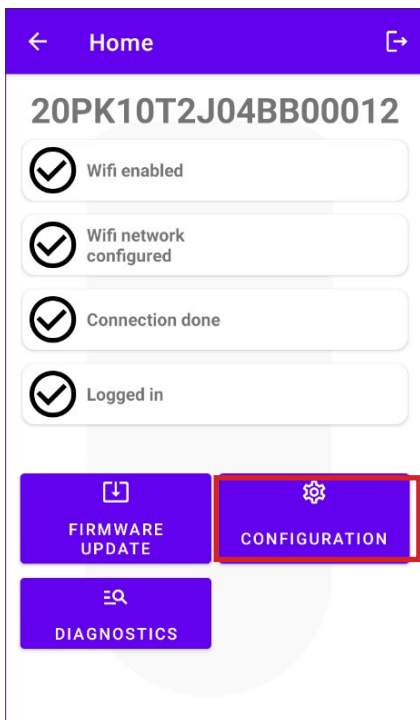 Home
20PK10T2J04BB00012
Wifi enabled
Wifi network
configured
Connection done
Logged in
FIRMWARE
UPDATE
CONFIGURATION
DIAGNOSTICS